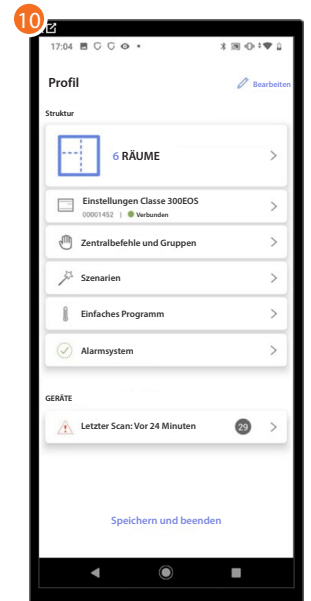 10
17:04
Profil
Bearbeiten
Struktur
6 RÄUME
Einstellungen Classe 300EOS
00001452 | Verbunden
Zentralbefehle und Gruppen
Szenarien
Einfaches Programm
Alarmsystem
GERÄTE
Letzter Scan: Vor 24 Minuten 29
Speichern und beenden